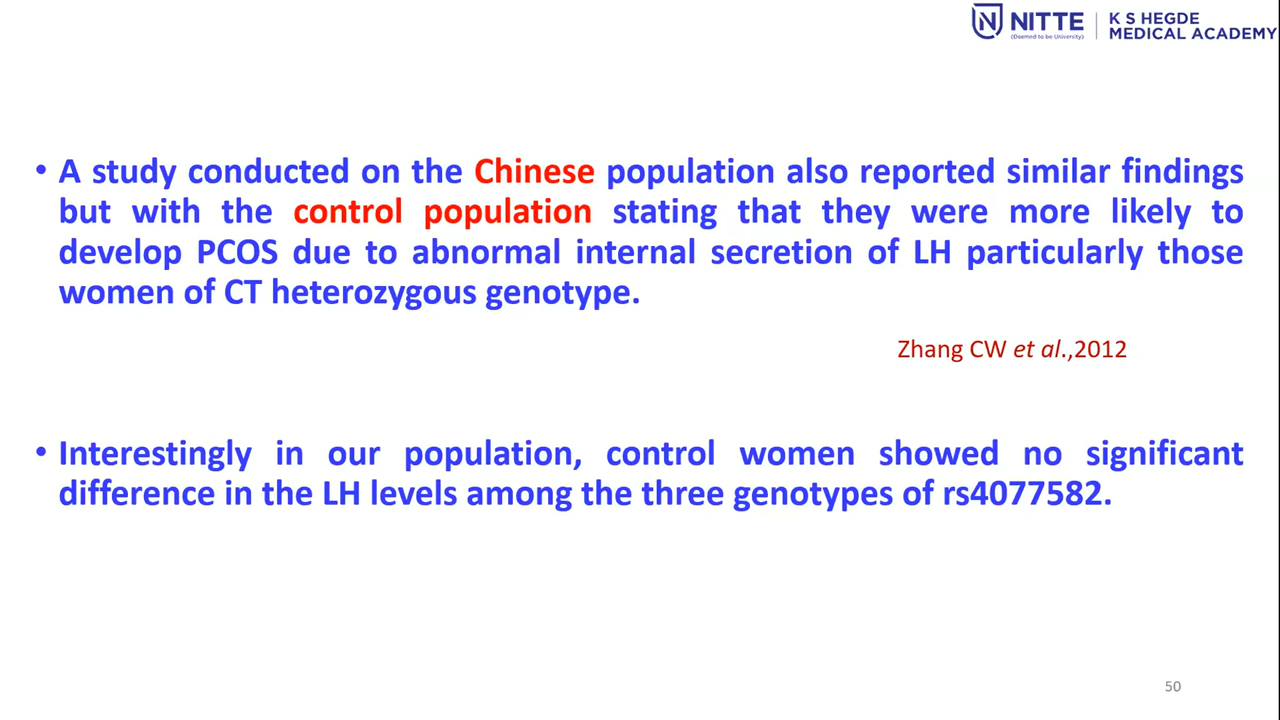 NITTE
(Deemed to be University)
K S HEGDE
MEDICAL ACADEMY
• A study conducted on the Chinese population also reported similar findings
but with the control population stating that they were more likely to
develop PCOS due to abnormal internal secretion of LH particularly those
women of CT heterozygous genotype.
Zhang CW et al.,2012
• Interestingly in our population, control women showed no significant
difference in the LH levels among the three genotypes of rs4077582.
50